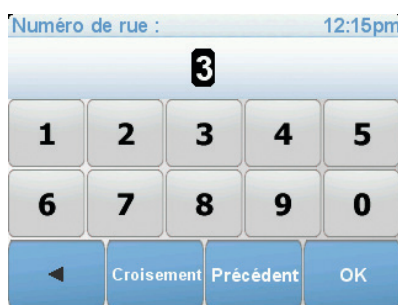 Numéro de rue : 12:15pm
3
1 2 3 4 5
6 7 8 9 0
Croisement Précédent OK